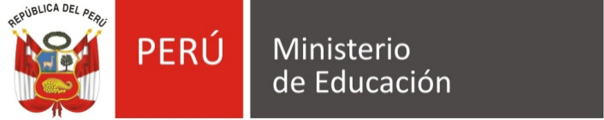 REPÚBLICA DEL PERÚ
PERÚ
Ministerio
de Educación